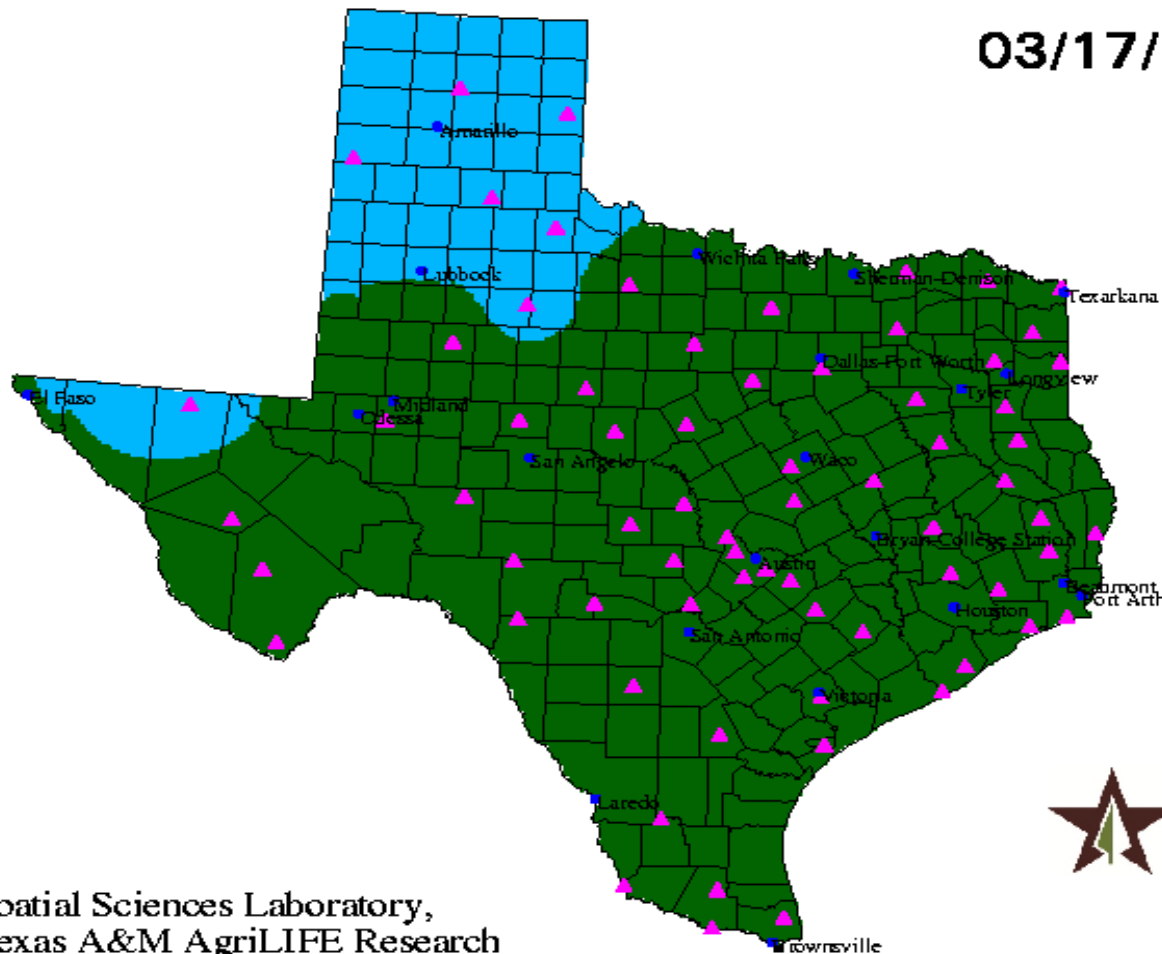 03/17/
Amarillo
Lubbock
Wichita Falls
Sherman-Denison
Texarkana
Dallas-Fort Worth
Longview
Tyler
El Paso
Midland
Odessa
San Angelo
Waco
Bryan-College Station
Austin
Beaumont
Port Arth
Houston
San Antonio
Victoria
Laredo
patial Sciences Laboratory,
exas A&M AgriLIFE Research
Brownsville